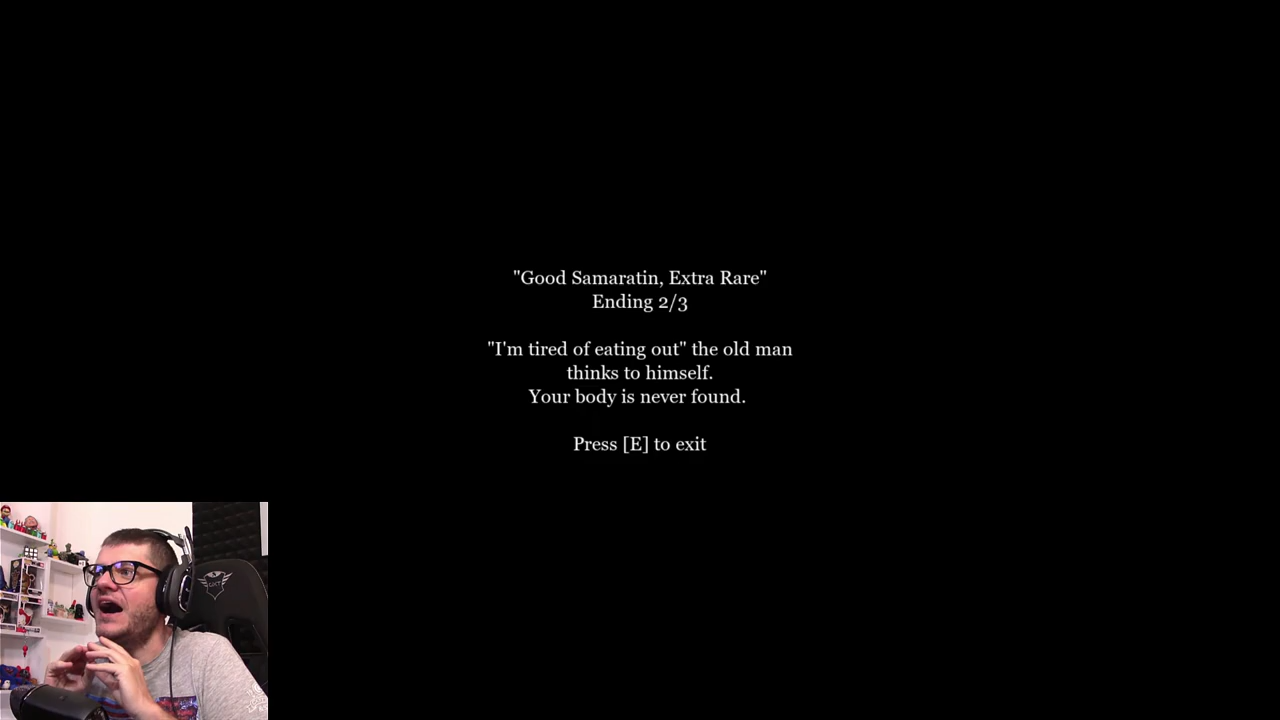 "Good Samaratin, Extra Rare"
Ending 2/3
"I'm tired of eating out" the old man
thinks to himself.
Your body is never found.
Press [E] to exit
GXT